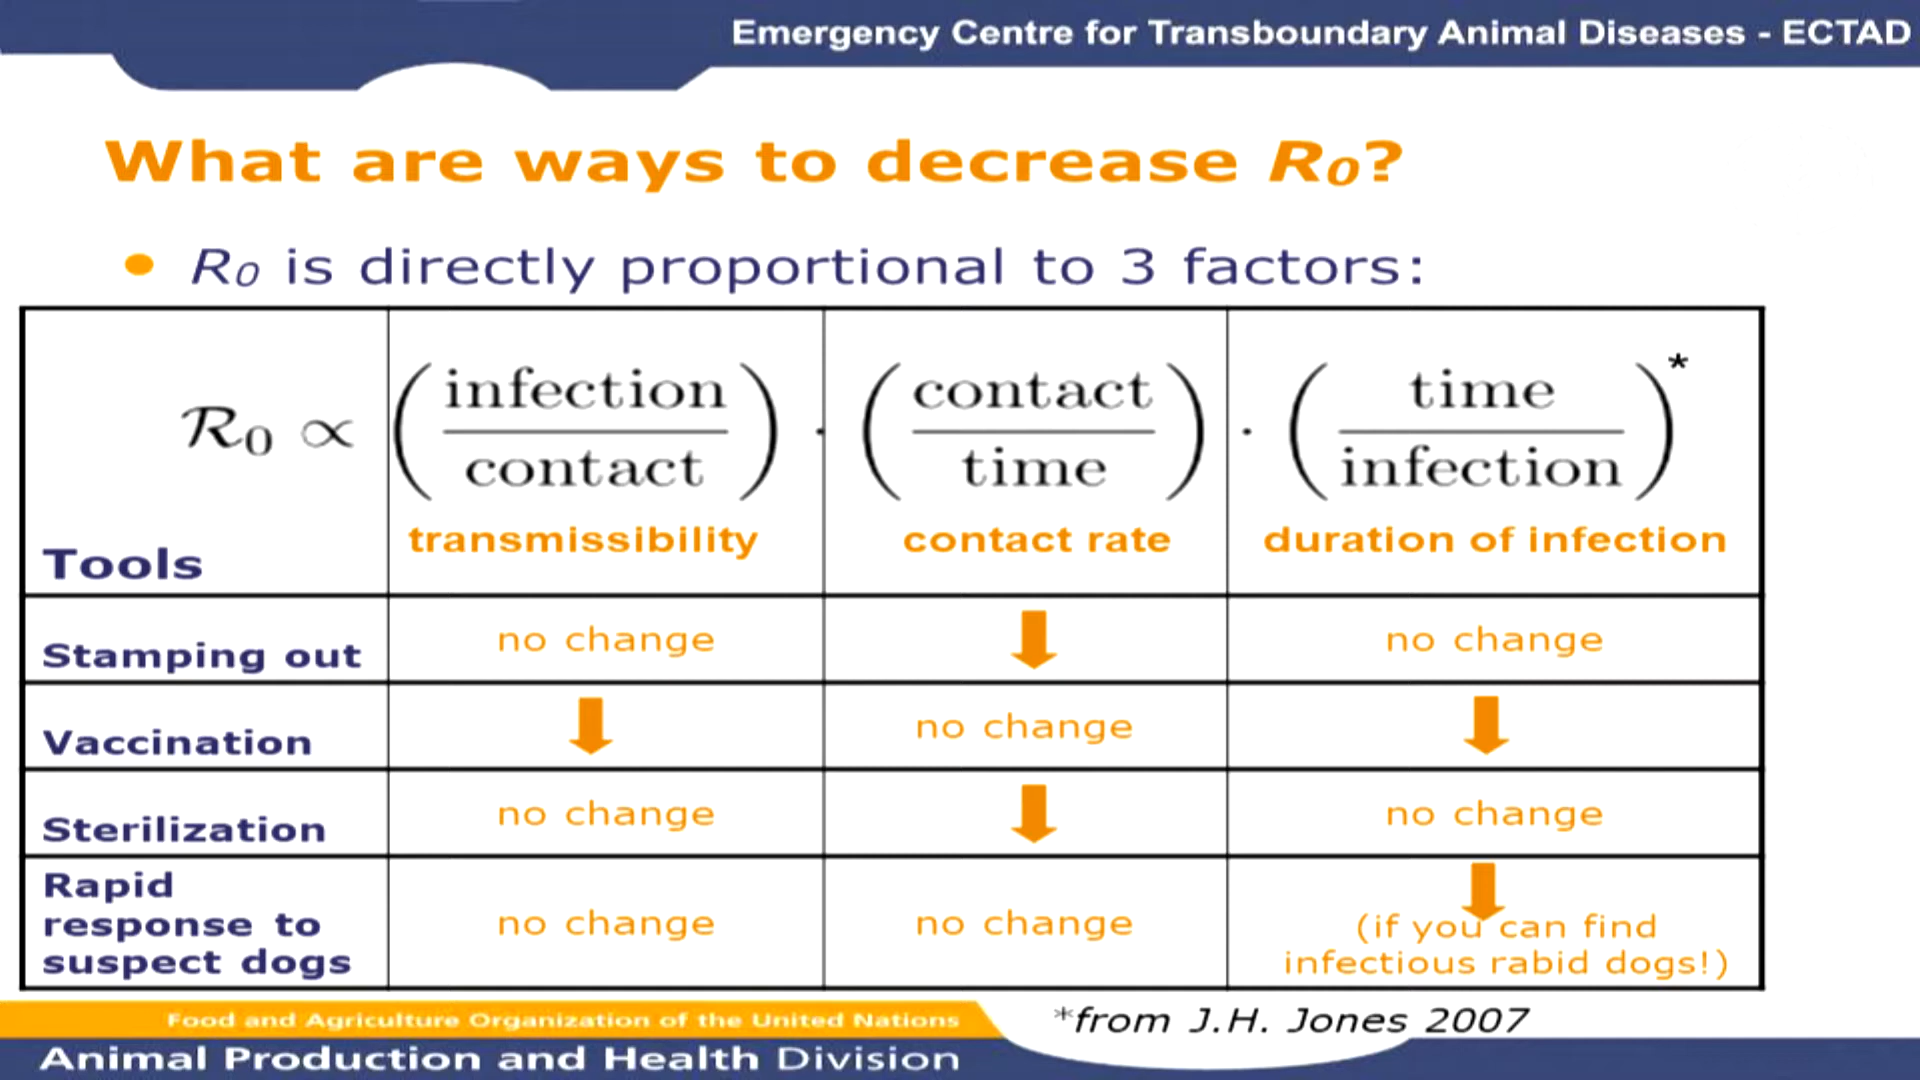 Emergency Centre for Transboundary Animal Diseases - ECTAD
What are ways to decrease R₀?
• R₀ is directly proportional to 3 factors:
R₀ ∝ (infection/contact) · (contact/time) · (time/infection)*
Tools transmissibility contact rate duration of infection
Stamping out no change no change
Vaccination no change
Sterilization no change no change
Rapid response to suspect dogs no change no change (if you can find infectious rabid dogs!)
*from J.H. Jones 2007
Food and Agriculture Organization of the United Nations
Animal Production and Health Division